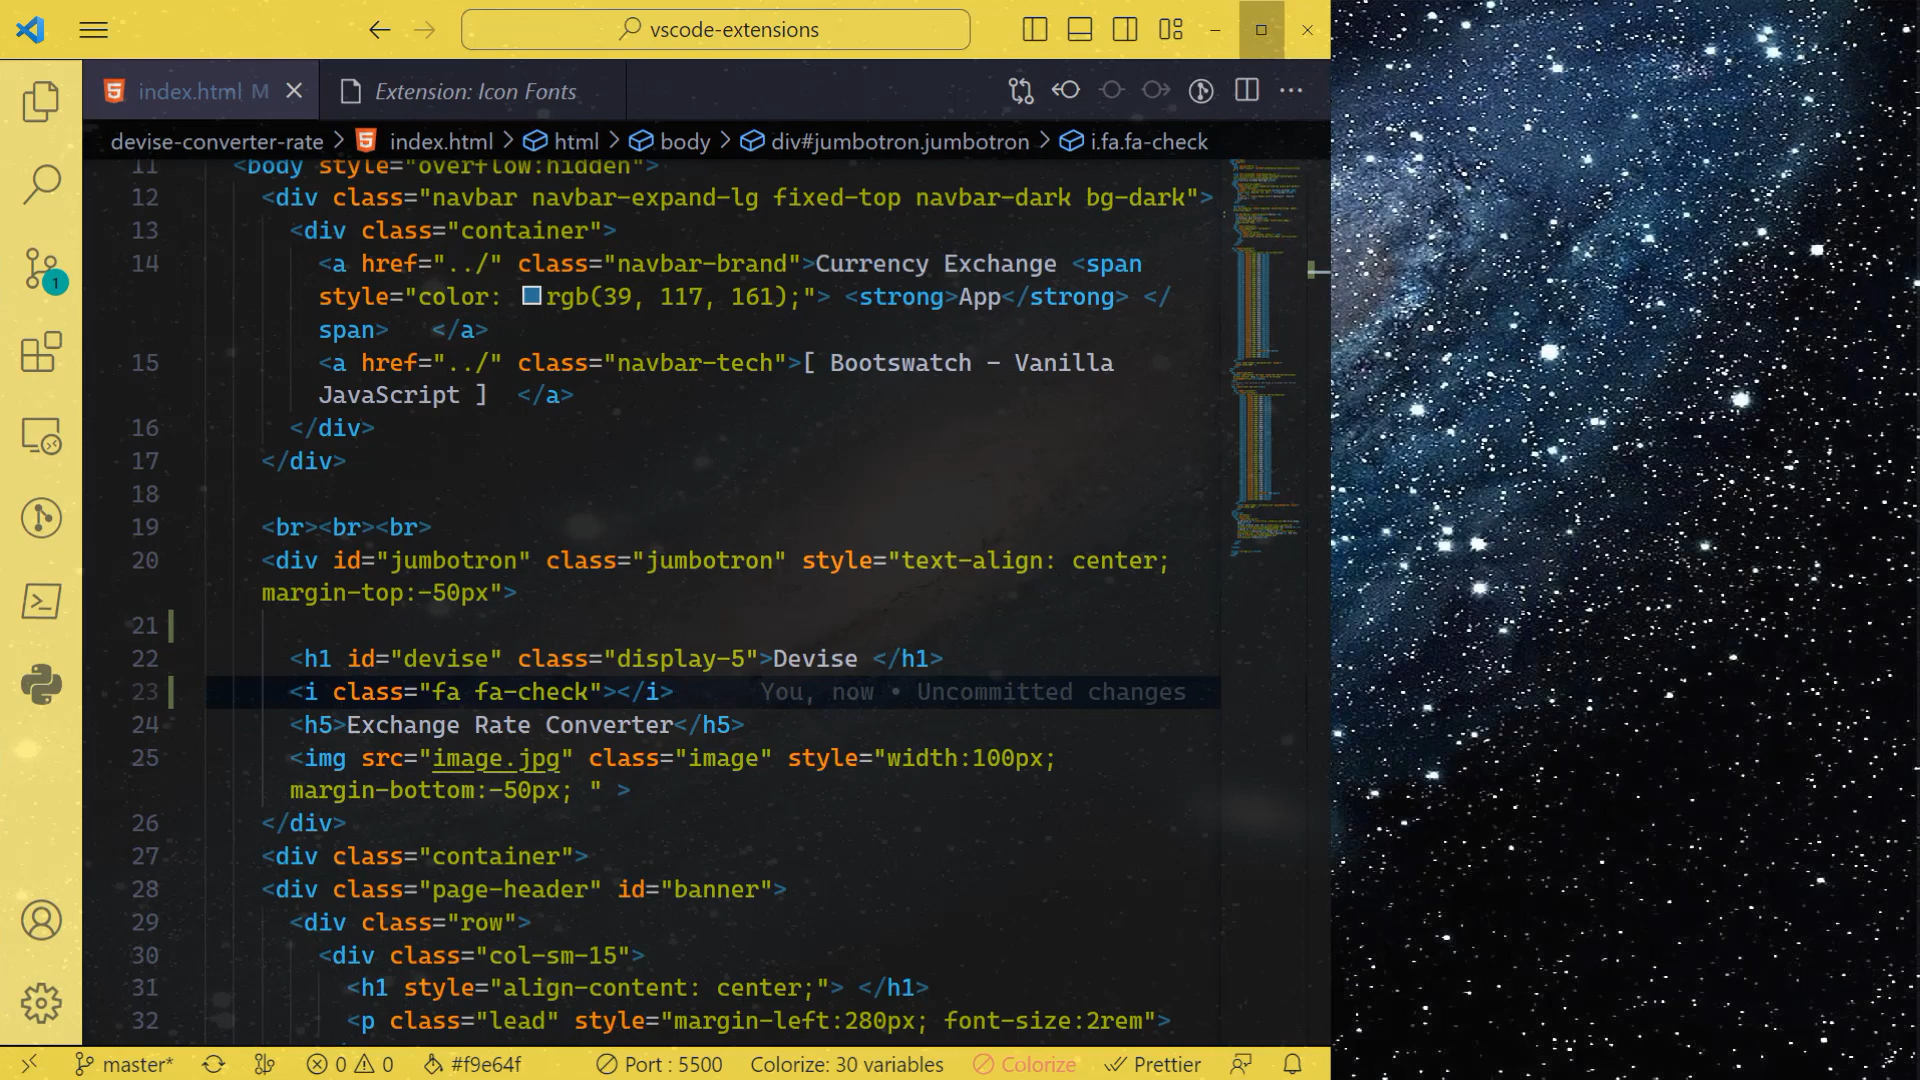 vscode-extensions
index.html M
Extension: Icon Fonts
devise-converter-rate > index.html > html > body > div#jumbotron.jumbotron > i.fa.fa-check
11 <body style="overflow:hidden">
12 <div class="navbar navbar-expand-lg fixed-top navbar-dark bg-dark">
13 <div class="container">
14 <a href="../" class="navbar-brand">Currency Exchange <span
style="color: rgb(39, 117, 161);"> <strong>App</strong> </
span> </a>
15 <a href="../" class="navbar-tech">[ Bootswatch - Vanilla
JavaScript ] </a>
16 </div>
17 </div>
18
19 <br><br><br>
20 <div id="jumbotron" class="jumbotron" style="text-align: center;
margin-top:-50px">
21
22 <h1 id="devise" class="display-5">Devise </h1>
23 <i class="fa fa-check"></i> You, now • Uncommitted changes
24 <h5>Exchange Rate Converter</h5>
25 <img src="image.jpg" class="image" style="width:100px;
margin-bottom:-50px; " >
26 </div>
27 <div class="container">
28 <div class="page-header" id="banner">
29 <div class="row">
30 <div class="col-sm-15">
31 <h1 style="align-content: center;"> </h1>
32 <p class="lead" style="margin-left:280px; font-size:2rem">
1
master* 0 0 #f9e64f Port : 5500 Colorize: 30 variables Colorize Prettier